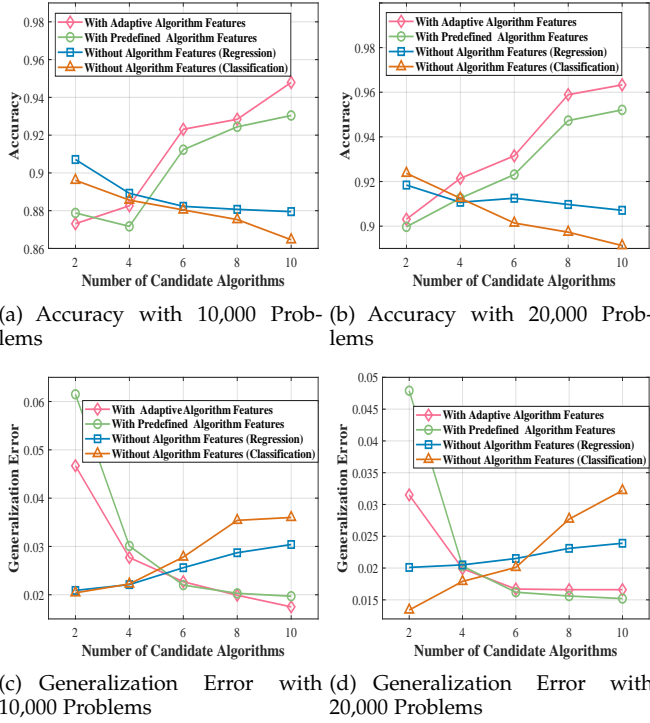 0.98
0.96
0.94
0.92
0.9
0.88
0.86
Accuracy
With Adaptive Algorithm Features
With Predefined Algorithm Features
Without Algorithm Features (Regression)
Without Algorithm Features (Classification)
2 4 6 8 10
Number of Candidate Algorithms
(a) Accuracy with 10,000 Prob-
lems
0.98
0.96
0.94
0.92
0.9
Accuracy
With Adaptive Algorithm Features
With Predefined Algorithm Features
Without Algorithm Features (Regression)
Without Algorithm Features (Classification)
2 4 6 8 10
Number of Candidate Algorithms
(b) Accuracy with 20,000 Prob-
lems
0.06
0.05
0.04
0.03
0.02
Generalization Error
With Adaptive Algorithm Features
With Predefined Algorithm Features
Without Algorithm Features (Regression)
Without Algorithm Features (Classification)
2 4 6 8 10
Number of Candidate Algorithms
(c) Generalization Error with
10,000 Problems
0.05
0.045
0.04
0.035
0.03
0.025
0.02
0.015
Generalization Error
With Adaptive Algorithm Features
With Predefined Algorithm Features
Without Algorithm Features (Regression)
Without Algorithm Features (Classification)
2 4 6 8 10
Number of Candidate Algorithms
(d) Generalization Error with
20,000 Problems